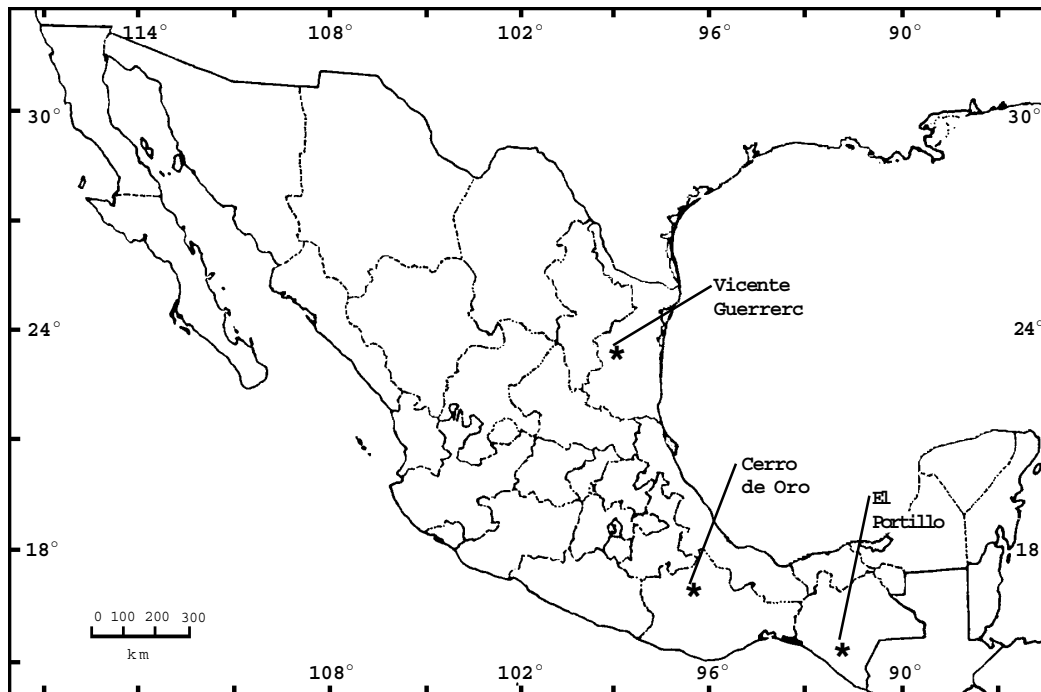 114° 108° 102° 96° 90°
30° 30°
Vicente
Guerrerc
24° 24°
Cerro
de Oro
El
Portillo
18° 18
0 100 200 300
km
108° 102° 96° 90°